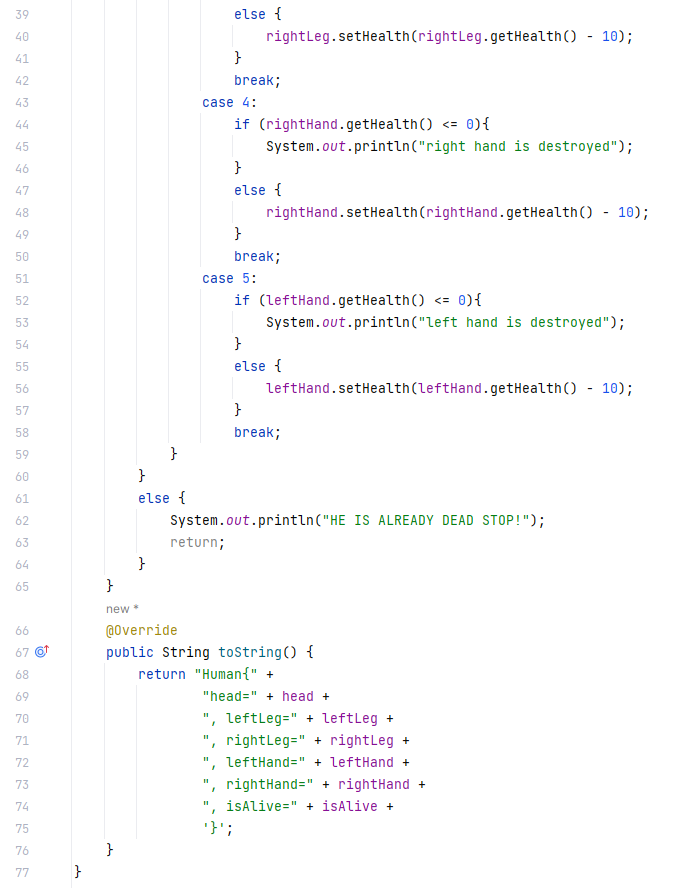 39                          else {
40                              rightLeg.setHealth(rightLeg.getHealth() - 10);
41                          }
42                          break;
43                      case 4:
44                          if (rightHand.getHealth() <= 0){
45                              System.out.println("right hand is destroyed");
46                          }
47                          else {
48                              rightHand.setHealth(rightHand.getHealth() - 10);
49                          }
50                          break;
51                      case 5:
52                          if (leftHand.getHealth() <= 0){
53                              System.out.println("left hand is destroyed");
54                          }
55                          else {
56                              leftHand.setHealth(leftHand.getHealth() - 10);
57                          }
58                          break;
59                  }
60              }
61              else {
62                  System.out.println("HE IS ALREADY DEAD STOP!");
63                  return;
64              }
65          }
            new *
66          @Override
67          public String toString() {
68              return "Human{" +
69                      "head=" + head +
70                      ", leftLeg=" + leftLeg +
71                      ", rightLeg=" + rightLeg +
72                      ", leftHand=" + leftHand +
73                      ", rightHand=" + rightHand +
74                      ", isAlive=" + isAlive +
75                      '}';
76          }
77      }